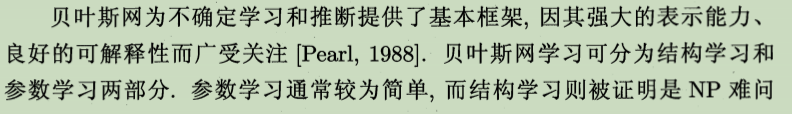 贝叶斯网为不确定学习和推断提供了基本框架, 因其强大的表示能力、
良好的可解释性而广受关注 [Pearl, 1988]. 贝叶斯网学习可分为结构学习和
参数学习两部分. 参数学习通常较为简单, 而结构学习则被证明是 NP 难问